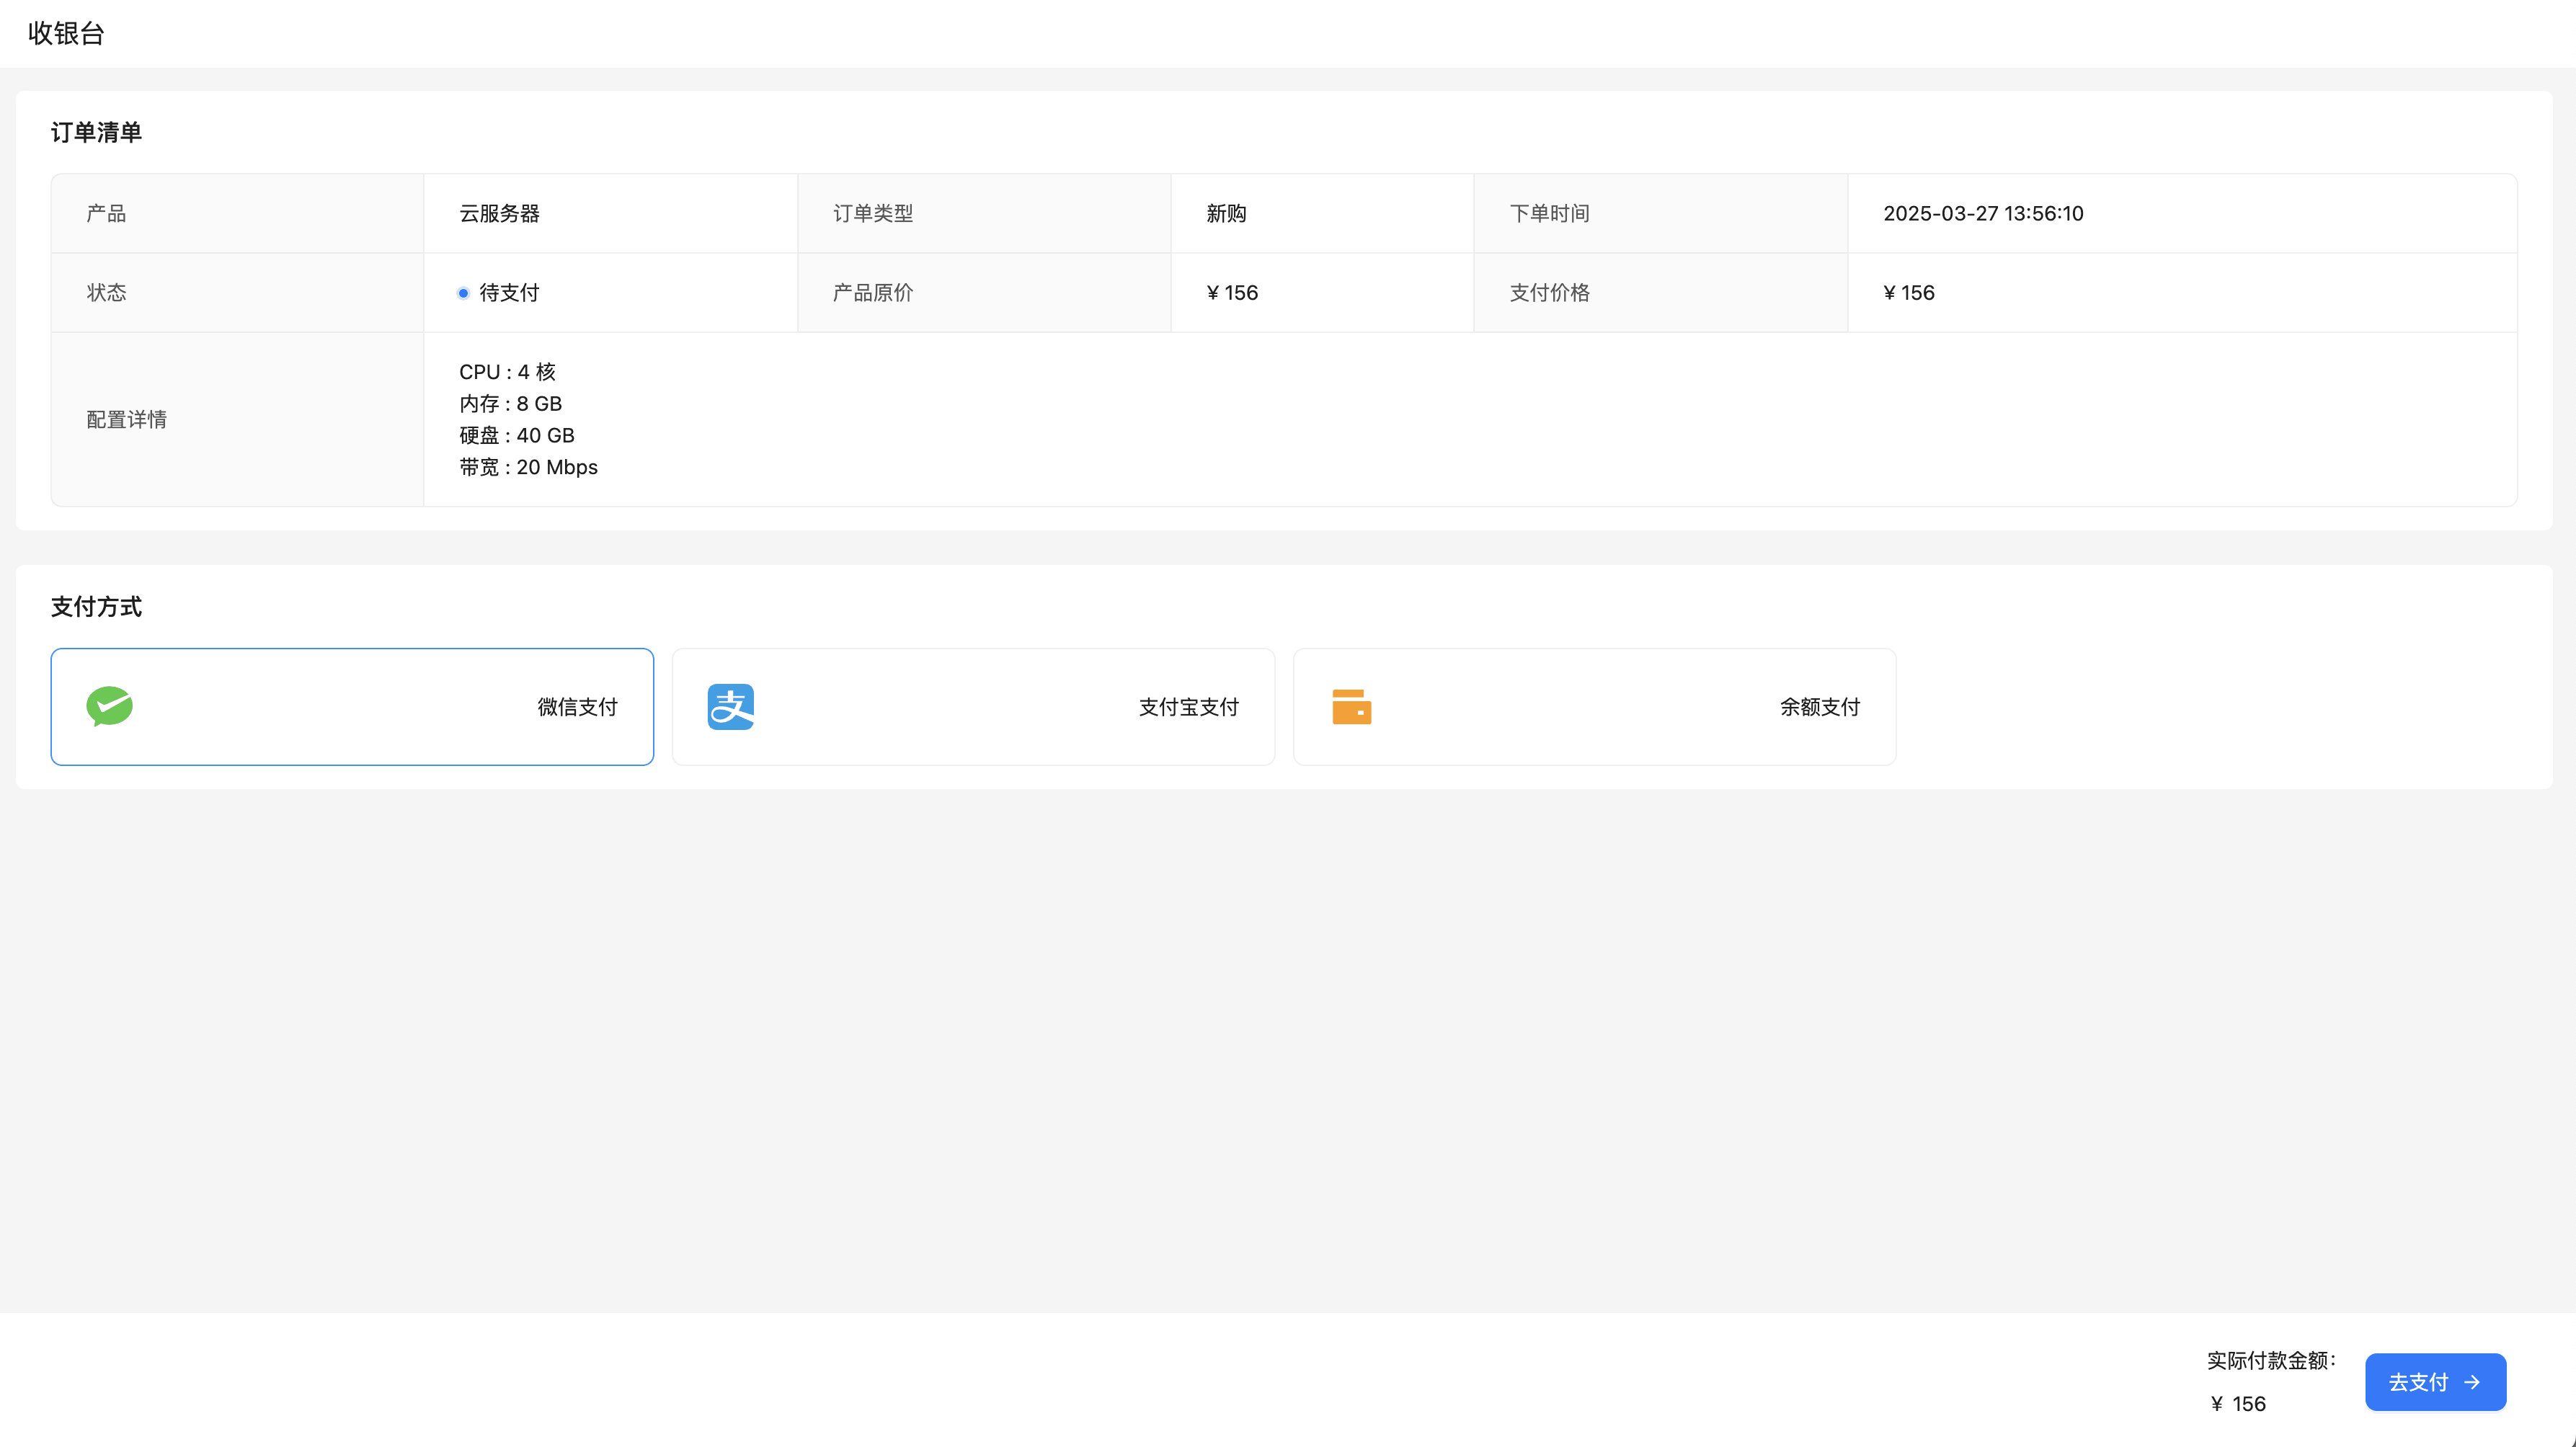 收银台
订单清单
产品 云服务器 订单类型 新购 下单时间 2025-03-27 13:56:10
状态 待支付 产品原价 ¥ 156 支付价格 ¥ 156
配置详情
CPU : 4 核
内存 : 8 GB
硬盘 : 40 GB
带宽 : 20 Mbps
支付方式
微信支付 支 支付宝支付 余额支付
实际付款金额:
¥ 156
去支付 →